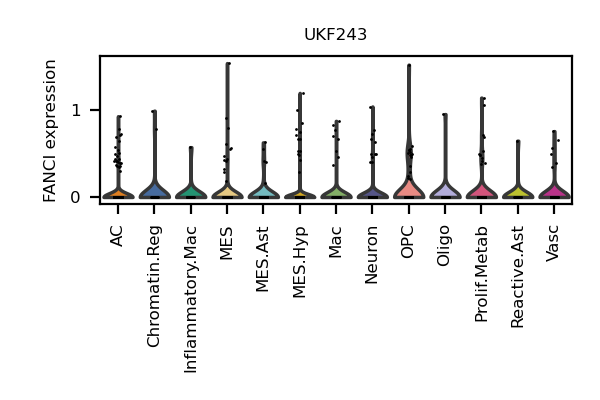 UKF243
FANCI expression
1
0
AC
Chromatin.Reg
Inflammatory.Mac
MES
MES.Ast
MES.Hyp
Mac
Neuron
OPC
Oligo
Prolif.Metab
Reactive.Ast
Vasc